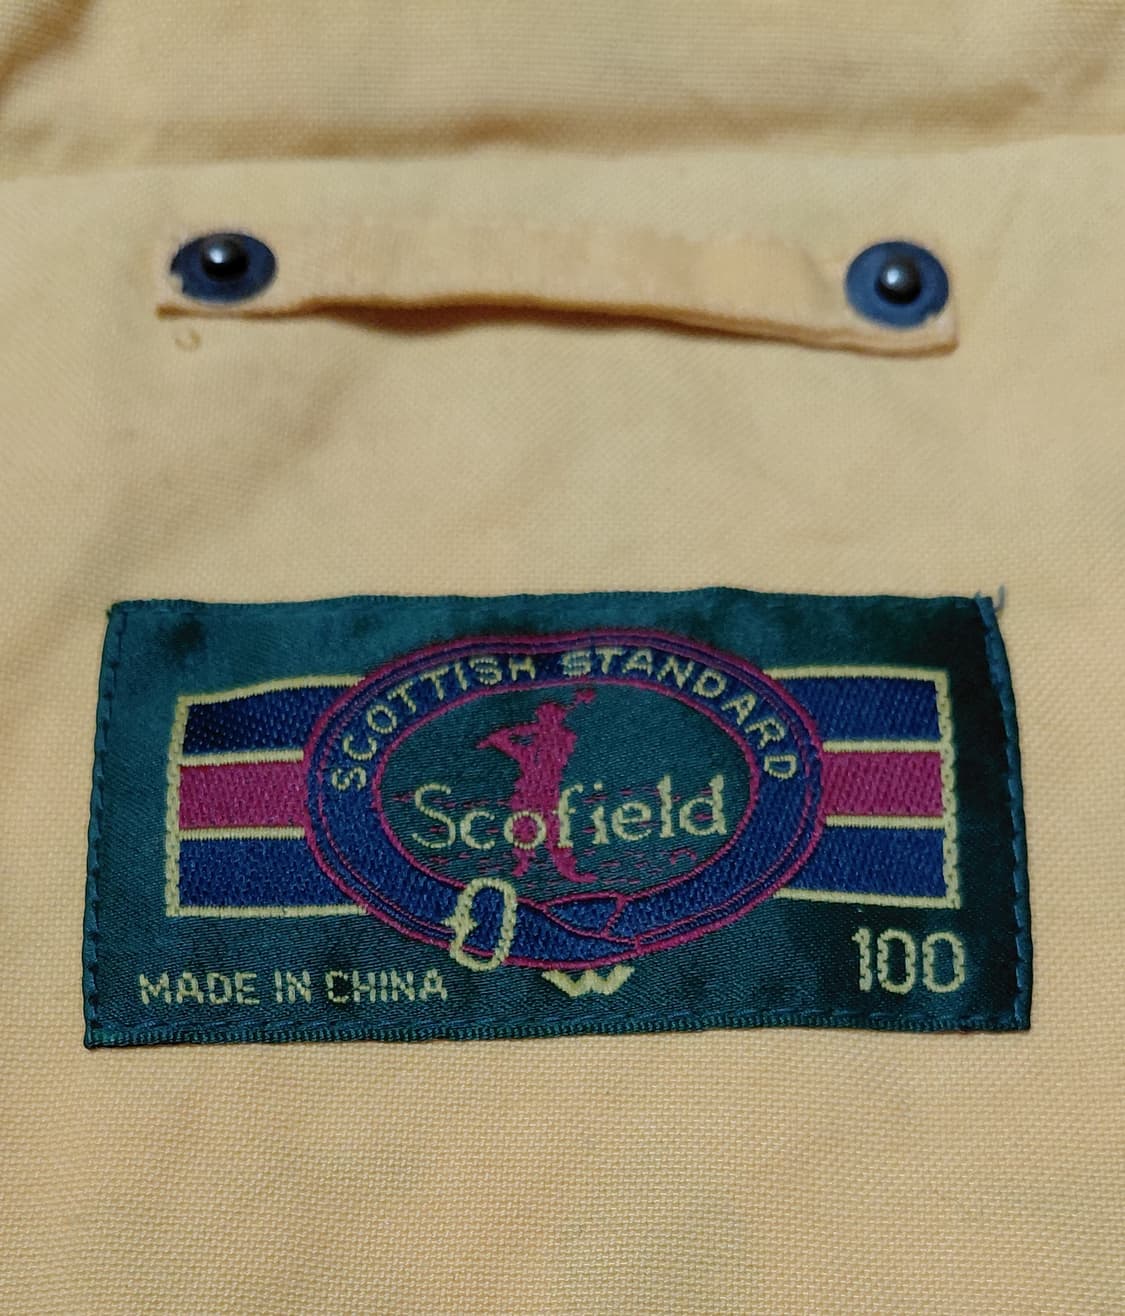 SCOTTISH STANDARD
Scofield
MADE IN CHINA
100